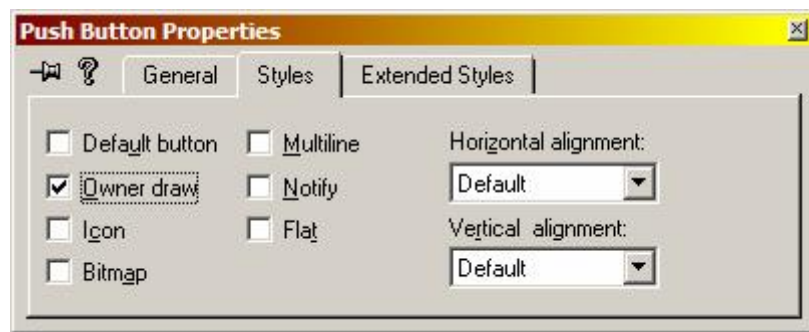 Push Button Properties
General Styles Extended Styles
Default button Multiline Horizontal alignment:
Owner draw Notify Default
Icon Flat Vertical alignment:
Bitmap Default